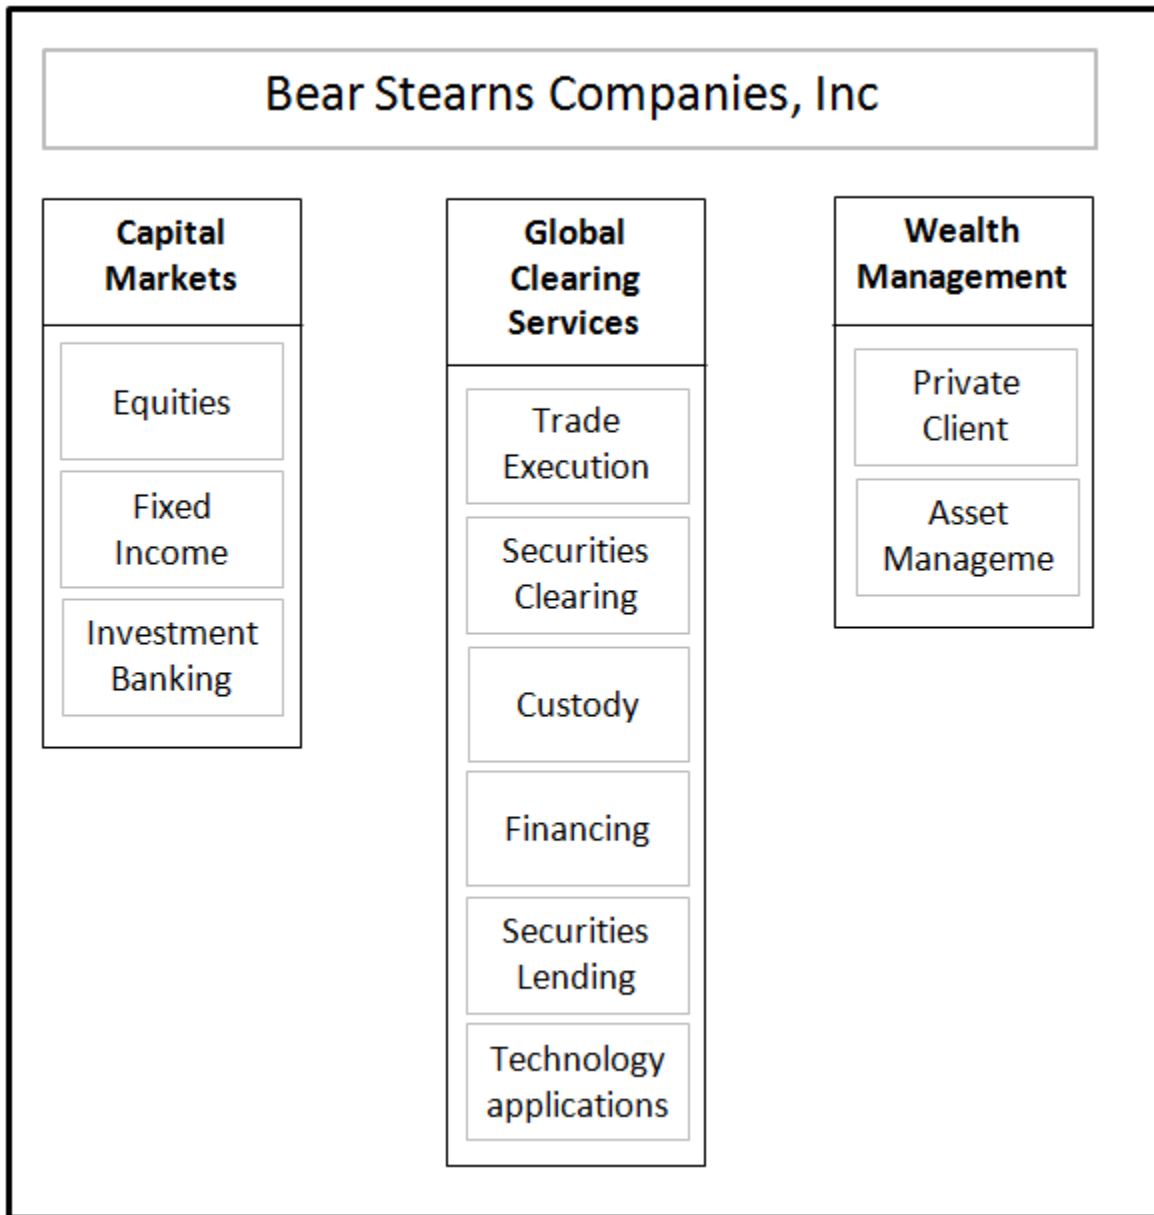 Bear Stearns Companies, Inc
Capital
Markets
Equities
Fixed
Income
Investment
Banking
Global
Clearing
Services
Trade
Execution
Securities
Clearing
Custody
Financing
Securities
Lending
Technology
applications
Wealth
Management
Private
Client
Asset
Manageme